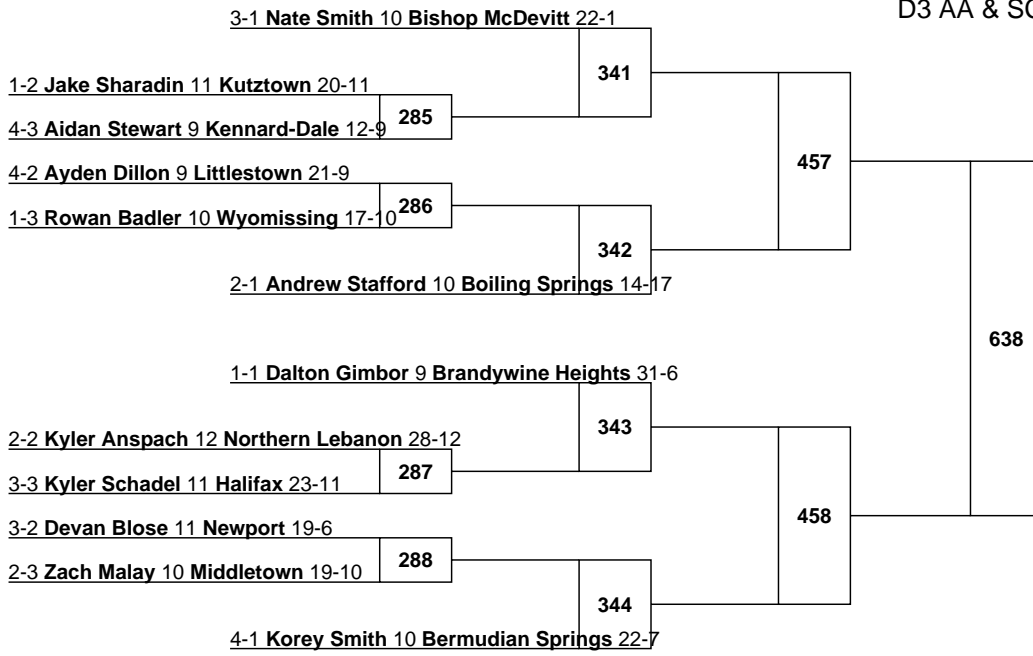 D3 AA & SC
3-1 Nate Smith 10 Bishop McDevitt 22-1
341
1-2 Jake Sharadin 11 Kutztown 20-11
285
4-3 Aidan Stewart 9 Kennard-Dale 12-9
457
4-2 Ayden Dillon 9 Littlestown 21-9
286
1-3 Rowan Badler 10 Wyomissing 17-10
342
2-1 Andrew Stafford 10 Boiling Springs 14-17
638
1-1 Dalton Gimbor 9 Brandywine Heights 31-6
343
2-2 Kyler Anspach 12 Northern Lebanon 28-12
287
3-3 Kyler Schadel 11 Halifax 23-11
458
3-2 Devan Blose 11 Newport 19-6
288
2-3 Zach Malay 10 Middletown 19-10
344
4-1 Korey Smith 10 Bermudian Springs 22-7